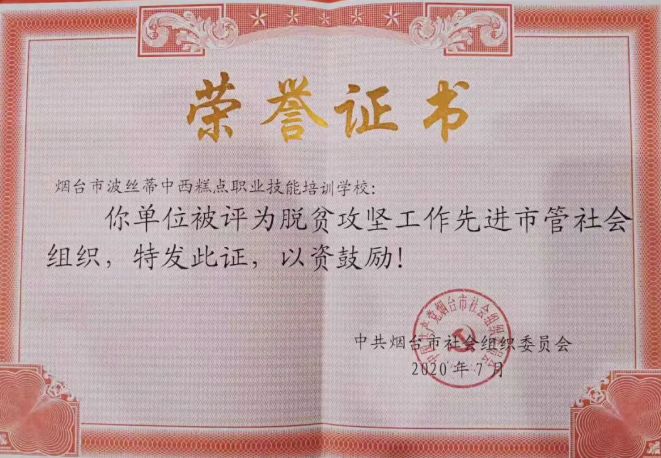 荣誉证书
烟台市波丝蒂中西糕点职业技能培训学校：
你单位被评为脱贫攻坚工作先进市管社会
组织，特发此证，以资鼓励！
中共烟台市社会组织委员会
2020年7月